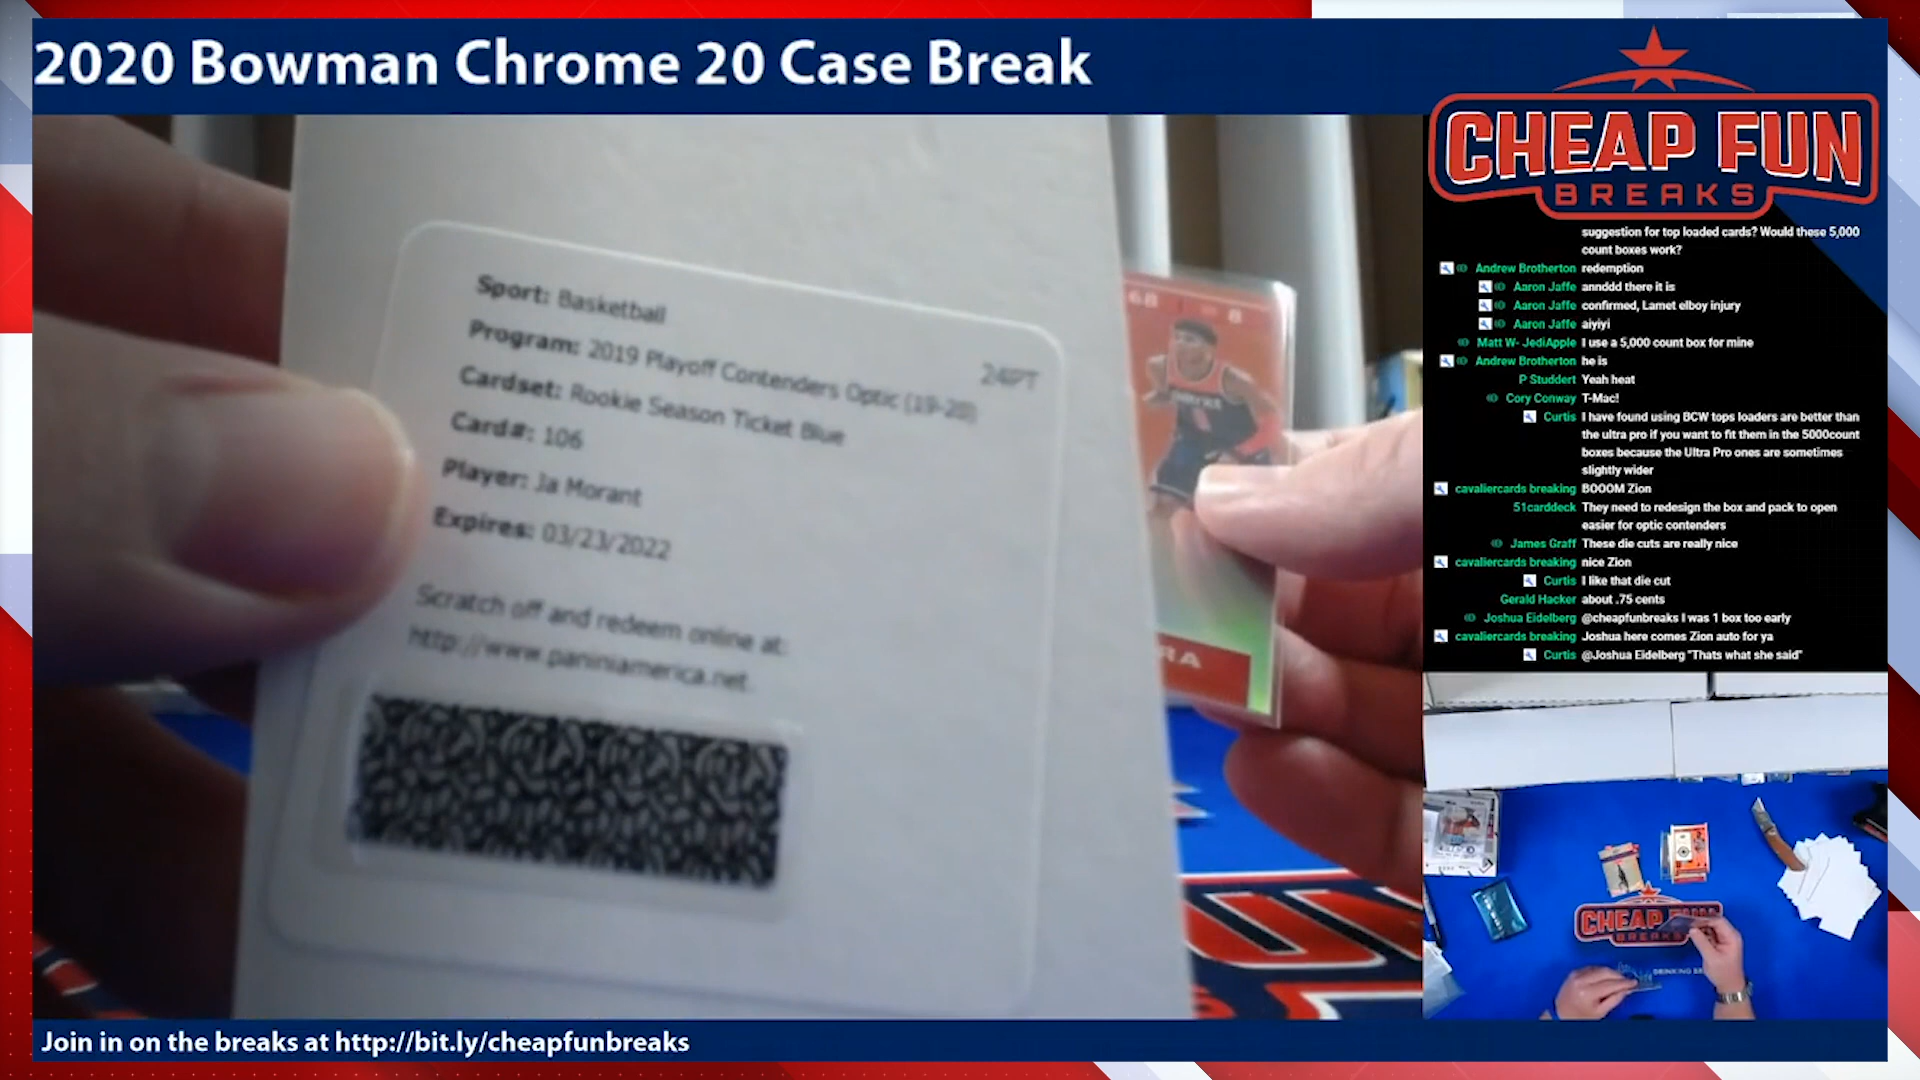 2020 Bowman Chrome 20 Case Break
CHEAP FUN
BREAKS
Sport: Basketball
Program: 2019 Playoff Contenders Optic (19-20)
24PT
Cardset: Rookie Season Ticket Blue
Card#: 106
Player: Ja Morant
Expires: 03/23/2022
Scratch off and redeem online at:
http://www.paniniamerica.net
68
8
RA
suggestion for top loaded cards? Would these 5,000
count boxes work?
Andrew Brotherton redemption
Aaron Jaffe annddd there it is
Aaron Jaffe confirmed, Lamet elboy injury
Aaron Jaffe aiyiyi
Matt W- JediApple I use a 5,000 count box for mine
Andrew Brotherton he is
P Studdert Yeah heat
Cory Conway T-Mac!
Curtis I have found using BCW tops loaders are better than
the ultra pro if you want to fit them in the 5000count
boxes because the Ultra Pro ones are sometimes
slightly wider
cavaliercards breaking BOOOM Zion
51carddeck They need to redesign the box and pack to open
easier for optic contenders
James Graff These die cuts are really nice
cavaliercards breaking nice Zion
Curtis I like that die cut
Gerald Hacker about .75 cents
Joshua Eidelberg @cheapfunbreaks I was 1 box too early
cavaliercards breaking Joshua here comes Zion auto for ya
Curtis @Joshua Eidelberg "Thats what she said"
CHEAP
BREAKS
Join in on the breaks at http://bit.ly/cheapfunbreaks